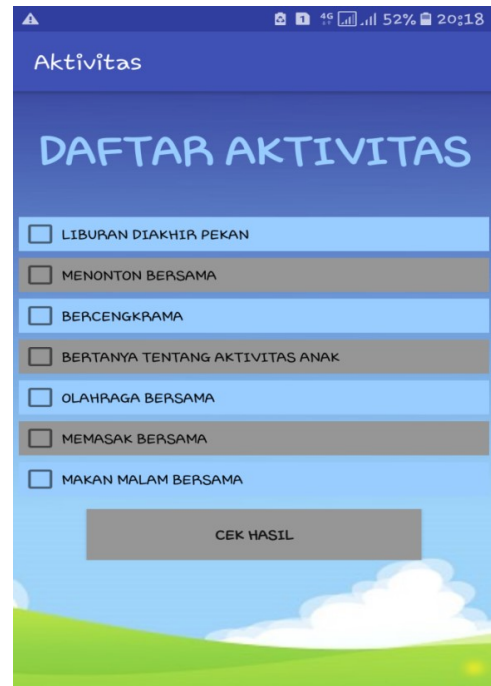 4G 52% 20:18
Aktivitas
DAFTAR AKTIVITAS
LIBURAN DIAKHIR PEKAN
MENONTON BERSAMA
BERCENGKRAMA
BERTANYA TENTANG AKTIVITAS ANAK
OLAHRAGA BERSAMA
MEMASAK BERSAMA
MAKAN MALAM BERSAMA
CEK HASIL